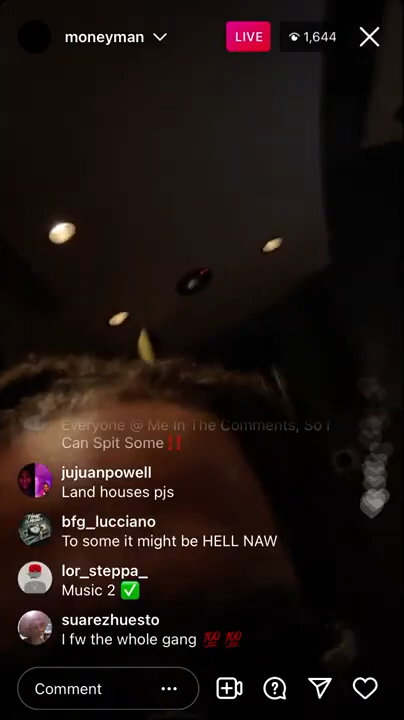 moneyman
LIVE
1,644
Everyone @ Me In The Comments, So I
Can Spit Some‼️
jujuanpowell
Land houses pjs
bfg_lucciano
To some it might be HELL NAW
lor_steppa_
Music 2 ✅
suarezhuesto
I fw the whole gang 💯 💯
Comment